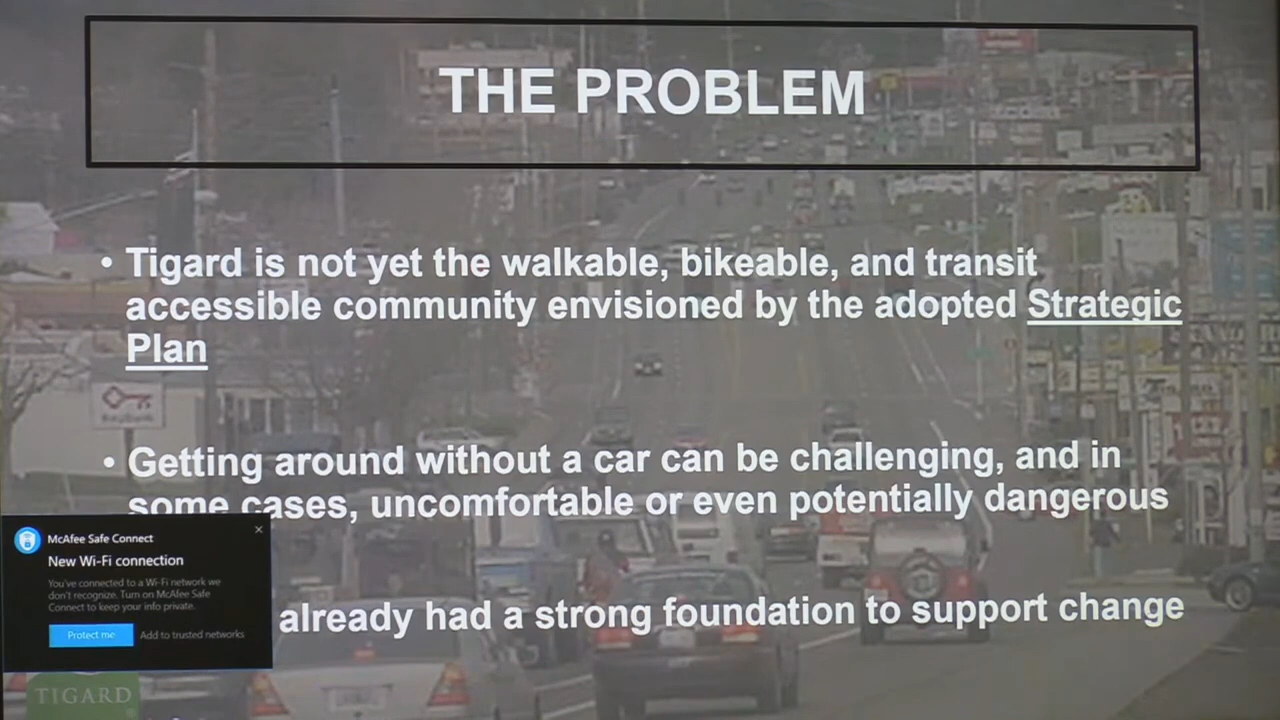 THE PROBLEM
• Tigard is not yet the walkable, bikeable, and transit
accessible community envisioned by the adopted Strategic
Plan
• Getting around without a car can be challenging, and in
some cases, uncomfortable or even potentially dangerous
already had a strong foundation to support change
McAfee Safe Connect
New Wi-Fi connection
You've connected to a Wi-Fi network we
don't recognize. Turn on McAfee Safe
Connect to keep your info private.
Protect me
Add to trusted networks
KeyBank
TIGARD